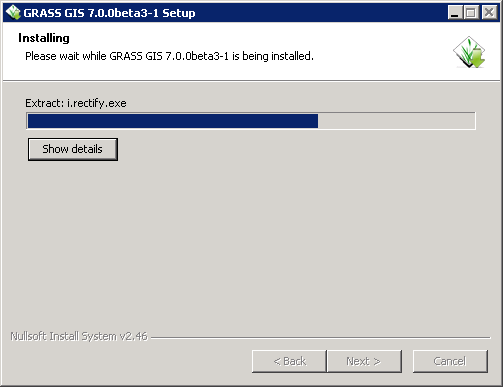 GRASS GIS 7.0.0beta3-1 Setup
Installing
Please wait while GRASS GIS 7.0.0beta3-1 is being installed.
Extract: i.rectify.exe
Show details
Nullsoft Install System v2.46
< Back
Next >
Cancel